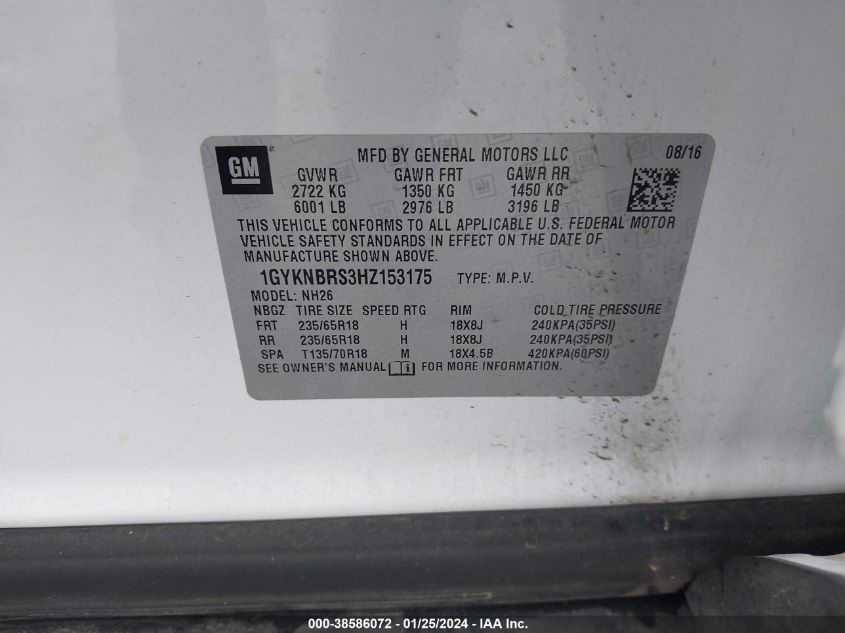 GM
MFD BY GENERAL MOTORS LLC 08/16
GVWR GAWR FRT GAWR RR
2722 KG 1350 KG 1450 KG
6001 LB 2976 LB 3196 LB
THIS VEHICLE CONFORMS TO ALL APPLICABLE U.S. FEDERAL MOTOR
VEHICLE SAFETY STANDARDS IN EFFECT ON THE DATE OF
MANUFACTURE SHOWN ABOVE.
1GYKNBRS3HZ153175 TYPE: M.P.V.
MODEL: NH26
NBGZ TIRE SIZE SPEED RTG RIM COLD TIRE PRESSURE
FRT 235/65R18 H 18X8J 240KPA(35PSI)
RR 235/65R18 H 18X8J 240KPA(35PSI)
SPA T135/70R18 M 18X4.5B 420KPA(60PSI)
SEE OWNER'S MANUAL FOR MORE INFORMATION.
000-38586072 - 01/25/2024 - IAA Inc.